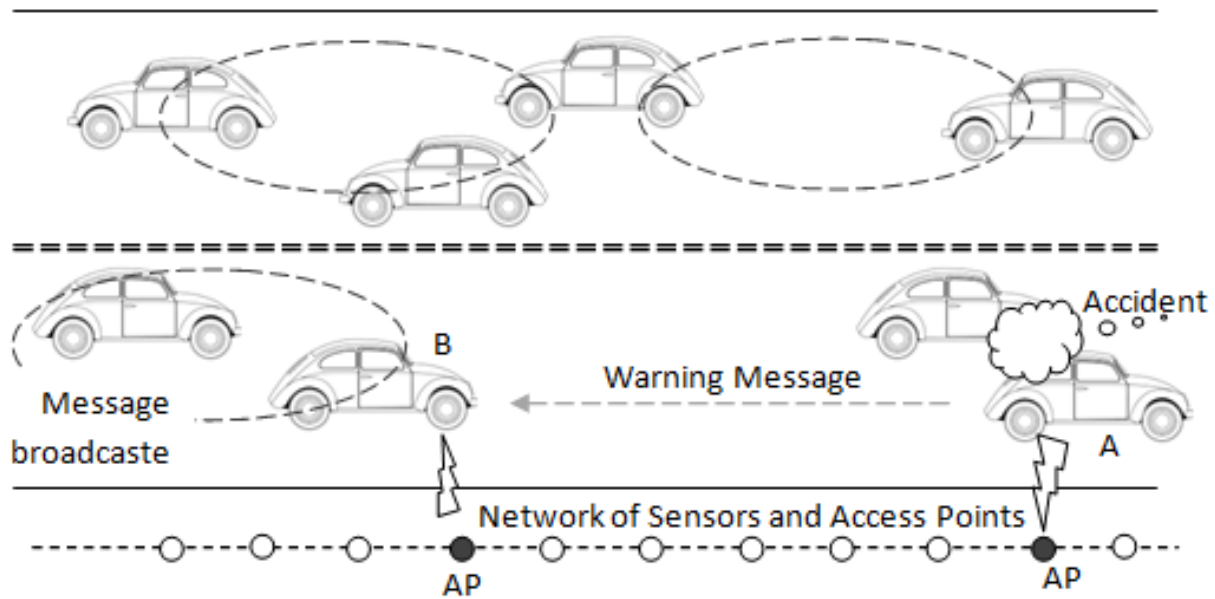 Accident
B
Warning Message
Message
broadcaste
A
Network of Sensors and Access Points
AP
AP